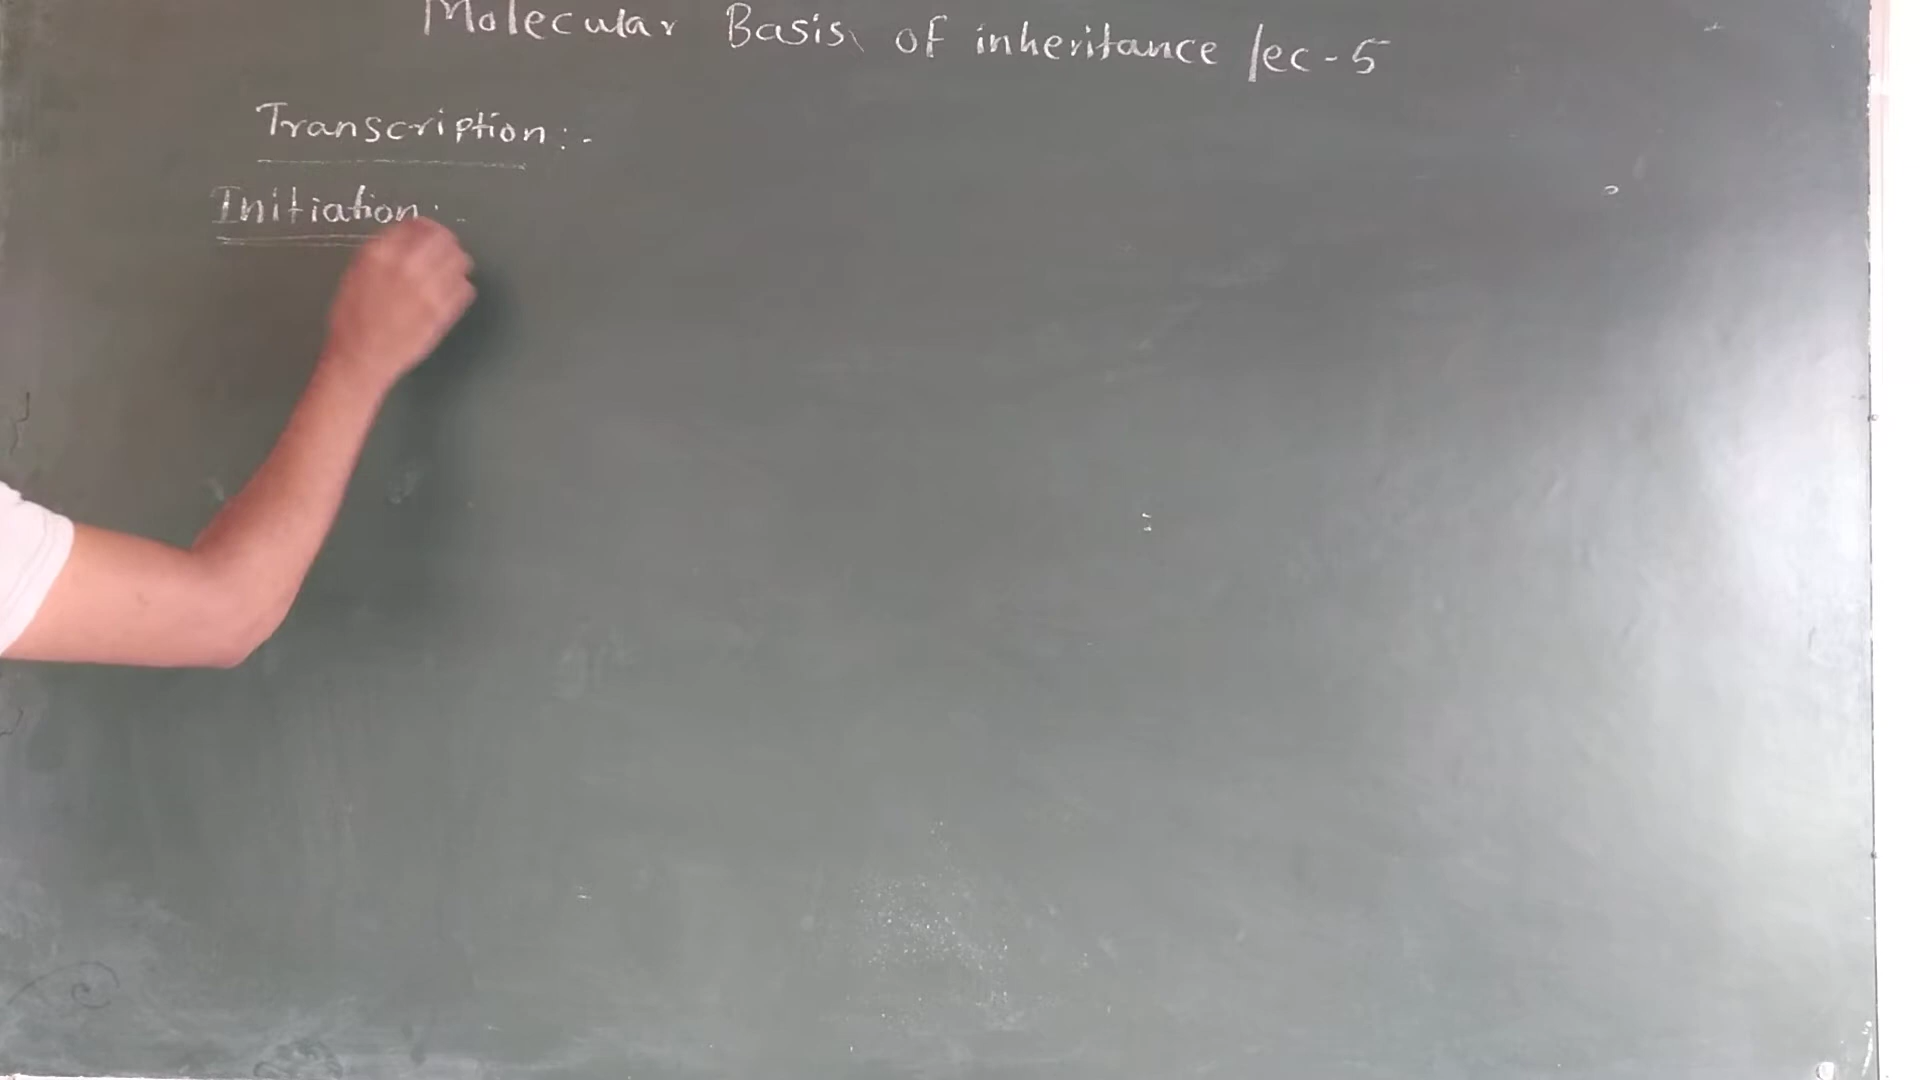 Molecular Basis of inheritance lec-5
Transcription:-
Initiation:-